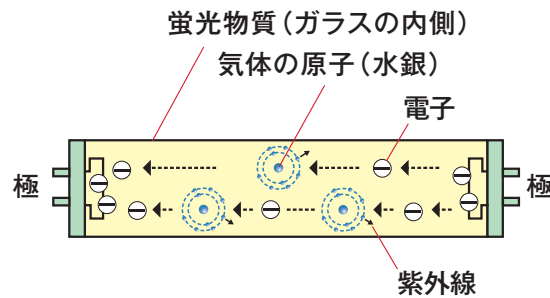 蛍光物質(ガラスの内側)
気体の原子(水銀)
電子
極
極
紫外線